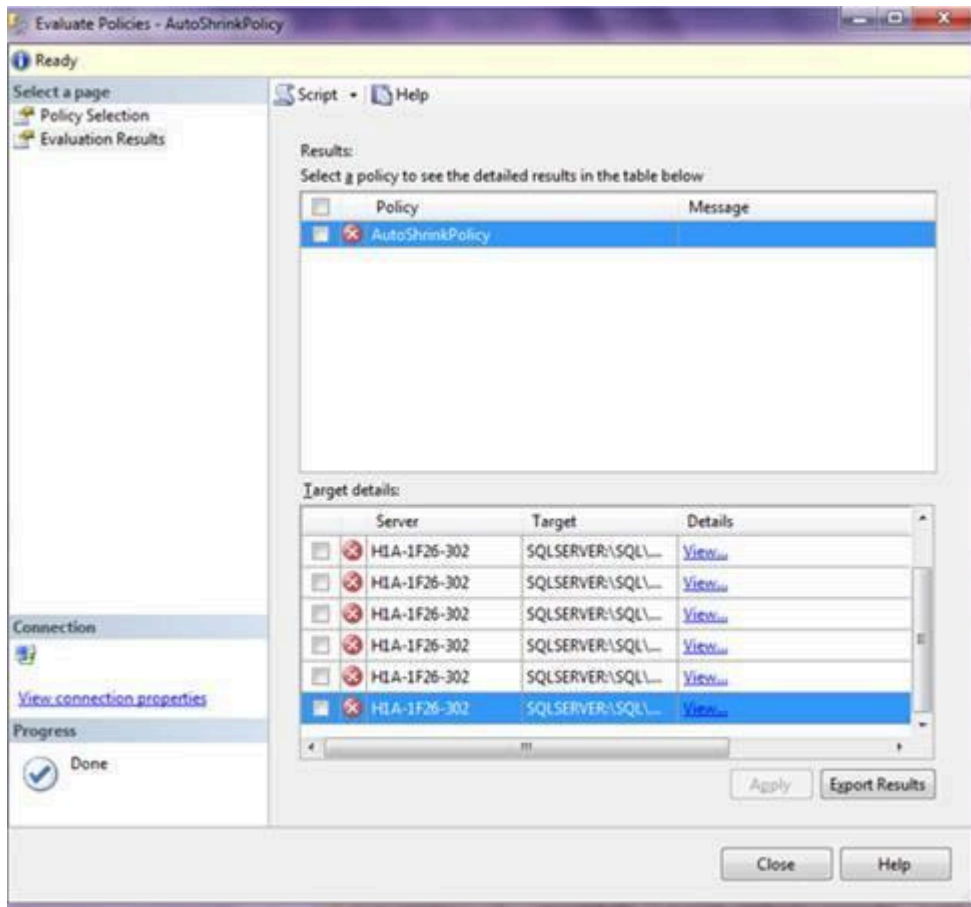 Evaluate Policies - AutoShrinkPolicy
Ready
Select a page
Policy Selection
Evaluation Results
Script Help
Results:
Select a policy to see the detailed results in the table below
Policy Message
AutoShrinkPolicy
Target details:
Server Target Details
H1A-1F26-302 SQLSERVER:\SQL\... View...
H1A-1F26-302 SQLSERVER:\SQL\... View...
H1A-1F26-302 SQLSERVER:\SQL\... View...
H1A-1F26-302 SQLSERVER:\SQL\... View...
H1A-1F26-302 SQLSERVER:\SQL\... View...
H1A-1F26-302 SQLSERVER:\SQL\... View...
Connection
View connection properties
Progress
Done
Apply Export Results
Close Help